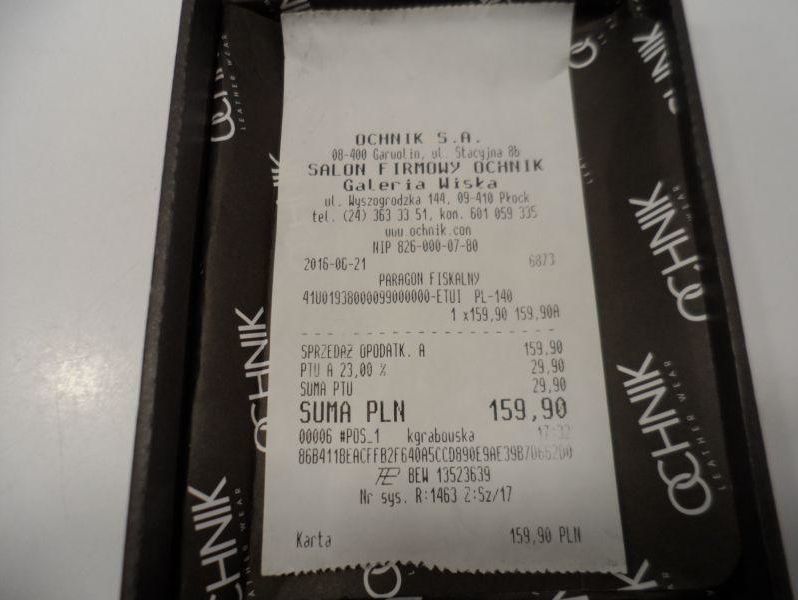 OCHNIK S.A.
08-400 Garwolin, ul. Stacyjna 8b
SALON FIRMOWY OCHNIK
Galeria Wisła
ul. Wyszogrodzka 144, 09-410 Płock
tel. (24) 363 33 51, kom. 601 059 335
www.ochnik.com
NIP 826-000-07-80
2016-06-21 6873
PARAGON FISKALNY
41U01938000099000000-ETUI PL-140
1 x159,90 159,90A
SPRZEDAŻ OPODATK. A 159,90
PTU A 23,00 % 29,90
SUMA PTU 29,90
SUMA PLN 159,90
00006 #POS_1 kgrabowska 17:32
BEW 13523639
Nr sys. R:1463 Z:Sz/17
Karta 159,90 PLN
OCHNIK
LEATHER WEAR
OCHNIK
OCHNIK
LEATHER WEAR
OCHNIK
OCHNIK
LEATHER WEAR